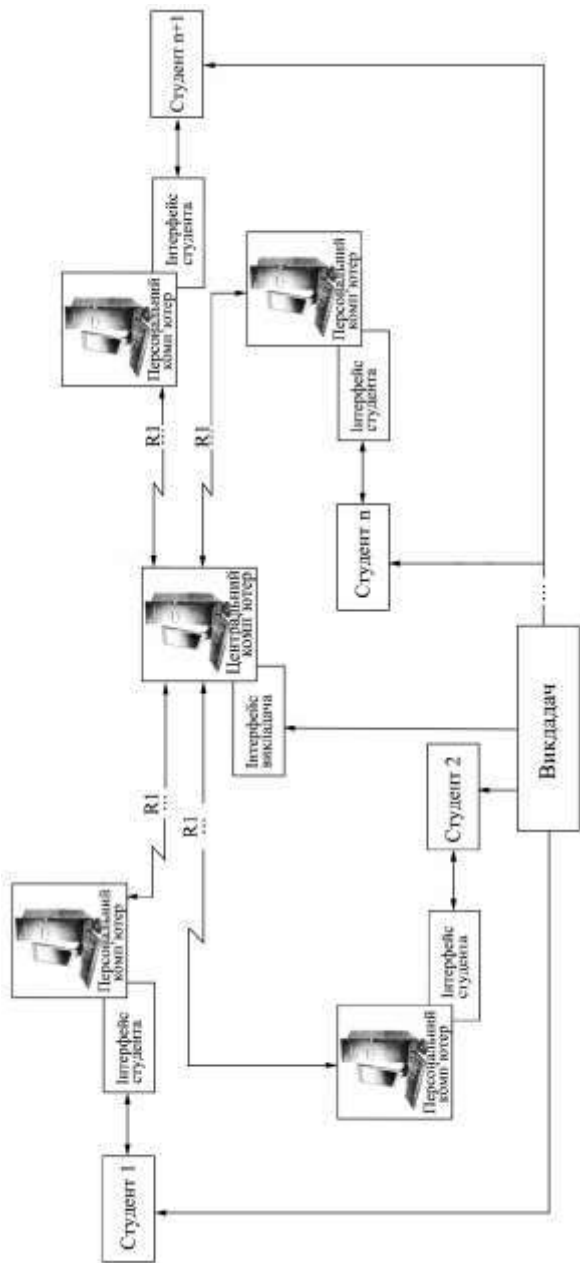 Персональний
комп`ютер
Інтерфейс
студента
Студент 1
R1
...
R1
...
Персональний
комп ютер
Інтерфейс
студента
Студент n+1
R1
...
R1
...
Центральний
комп ютер
Інтерфейс
викладача
Персональний
комп ютер
Інтерфейс
студента
Студент n
Персональний
комп ютер
Інтерфейс
студента
Студент 2
Викдадач
...